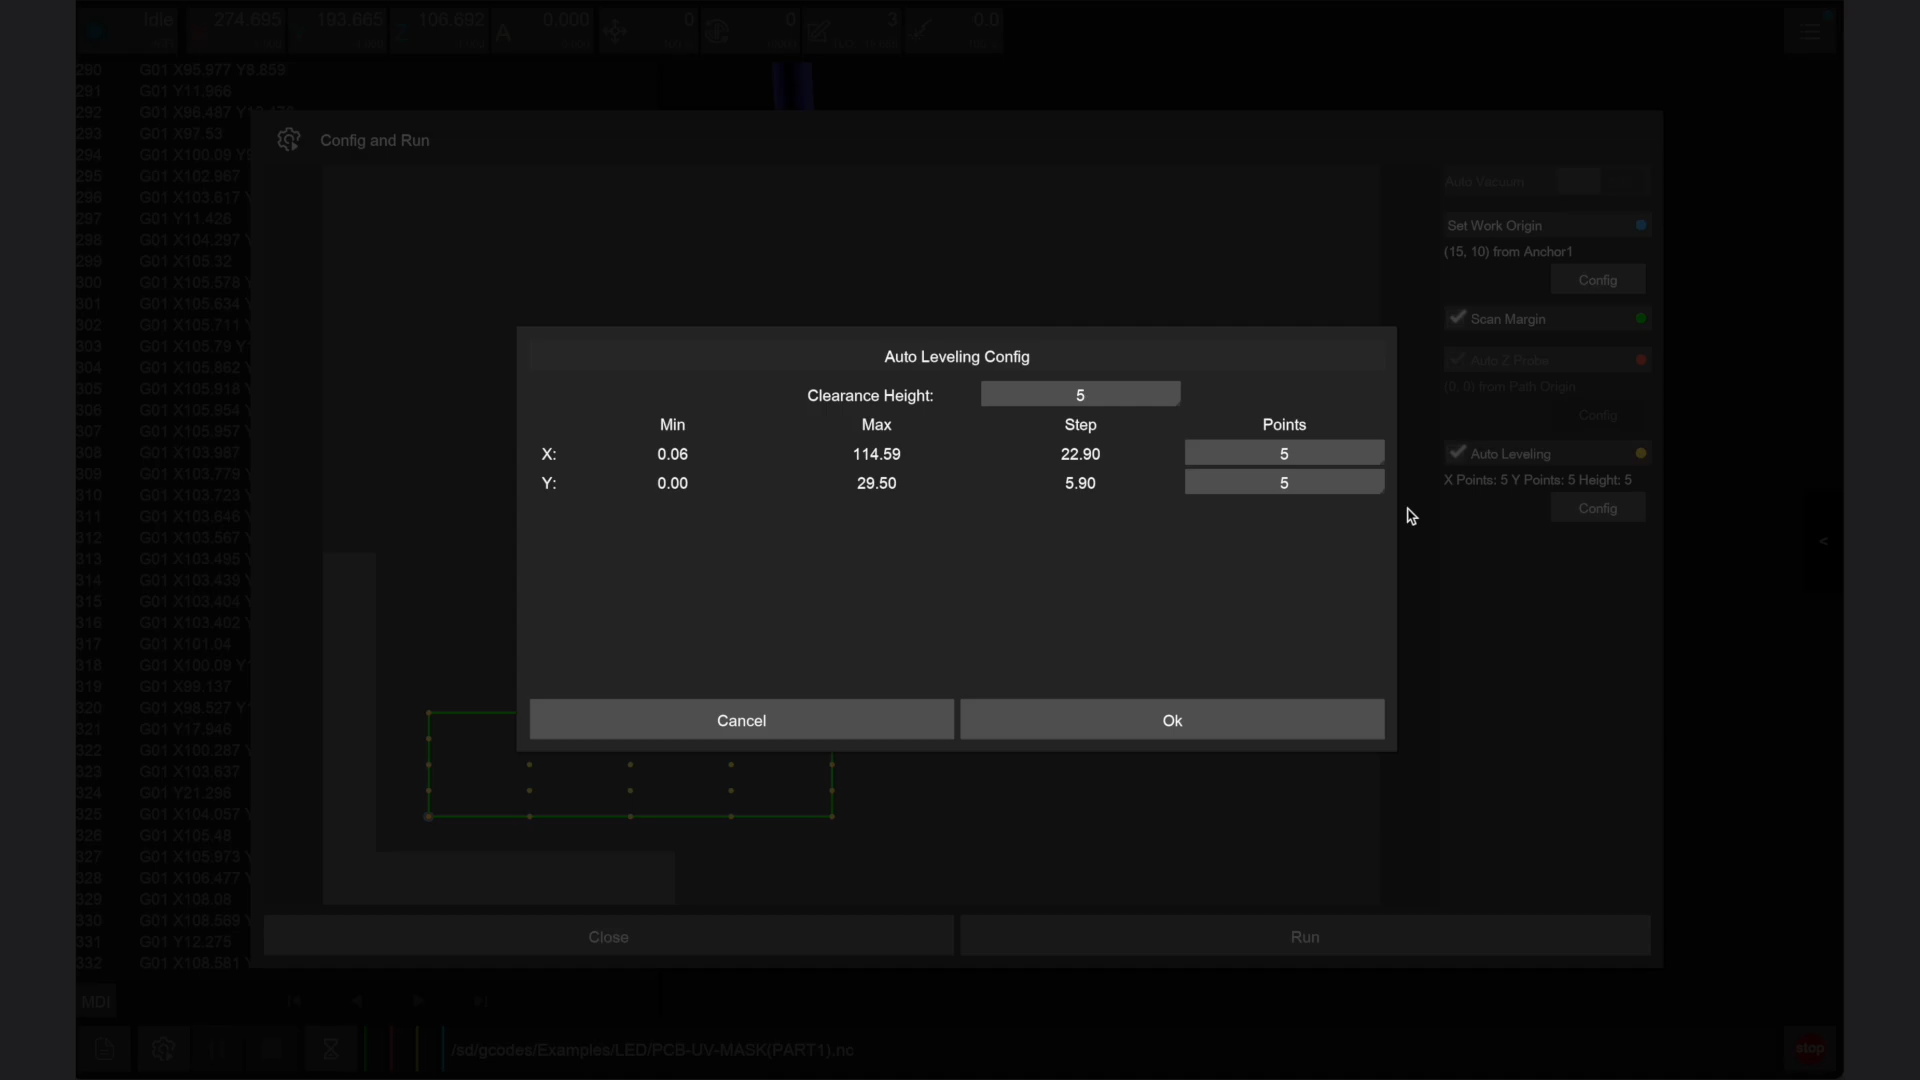 Idle 274.695 193.665 106.692 A 0.000 0 0 3 0.0
290 G01 X95.977 Y8.859
291 G01 Y11.966
292 G01 X96.487
293 G01 X97.53
294 G01 X100.09
295 G01 X102.967
296 G01 X103.617
297 G01 Y11.426
298 G01 X104.297
299 G01 X105.32
300 G01 X105.578
301 G01 X105.634
302 G01 X105.711
303 G01 X105.79
304 G01 X105.862
305 G01 X105.918
306 G01 X105.954
307 G01 X105.957
308 G01 X103.987
309 G01 X103.779
310 G01 X103.723
311 G01 X103.646
312 G01 X103.567
313 G01 X103.495
314 G01 X103.439
315 G01 X103.404
316 G01 X103.402
317 G01 X101.04
318 G01 X100.09
319 G01 X99.137
320 G01 X98.527
321 G01 Y17.946
322 G01 X100.287
323 G01 X103.637
324 G01 Y21.296
325 G01 X104.057
326 G01 X105.48
327 G01 X105.973
328 G01 X106.477
329 G01 X108.08
330 G01 X108.569
331 G01 Y12.275
332 G01 X108.581
Config and Run
Auto Vacuum
Set Work Origin
(15, 10) from Anchor1
Config
Scan Margin
Auto Z Probe
(0, 0) from Path Origin
Config
Auto Leveling
X Points: 5 Y Points: 5 Height: 5
Config
Auto Leveling Config
Clearance Height: 5
Min Max Step Points
X: 0.06 114.59 22.90 5
Y: 0.00 29.50 5.90 5
Cancel Ok
Close Run
<
MDI
/sd/gcodes/Examples/LED/PCB-UV-MASK(PART1).nc
stop